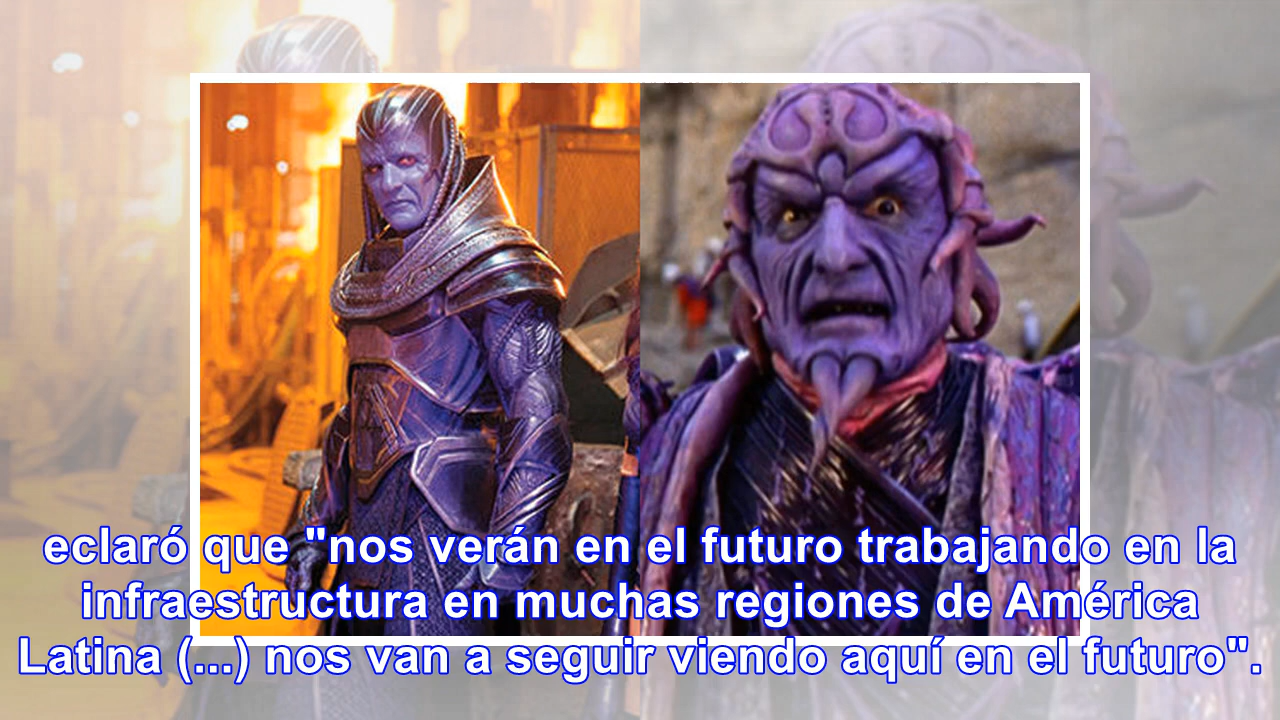 eclaró que "nos verán en el futuro trabajando en la
infraestructura en muchas regiones de América
Latina (...) nos van a seguir viendo aquí en el futuro".